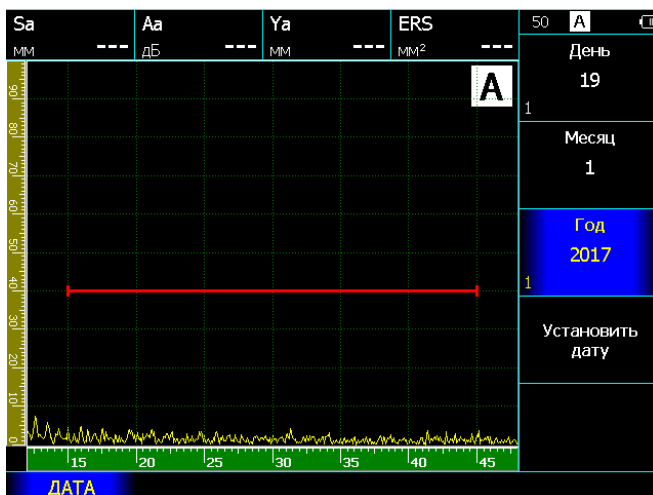 Sa Aa Ya ERS 50 A
мм --- дБ --- мм --- мм² ---
День
19
1
A
Месяц
1
Год
2017
1
Установить
дату
90
80
70
60
50
40
30
20
10
0
15 20 25 30 35 40 45
ДАТА